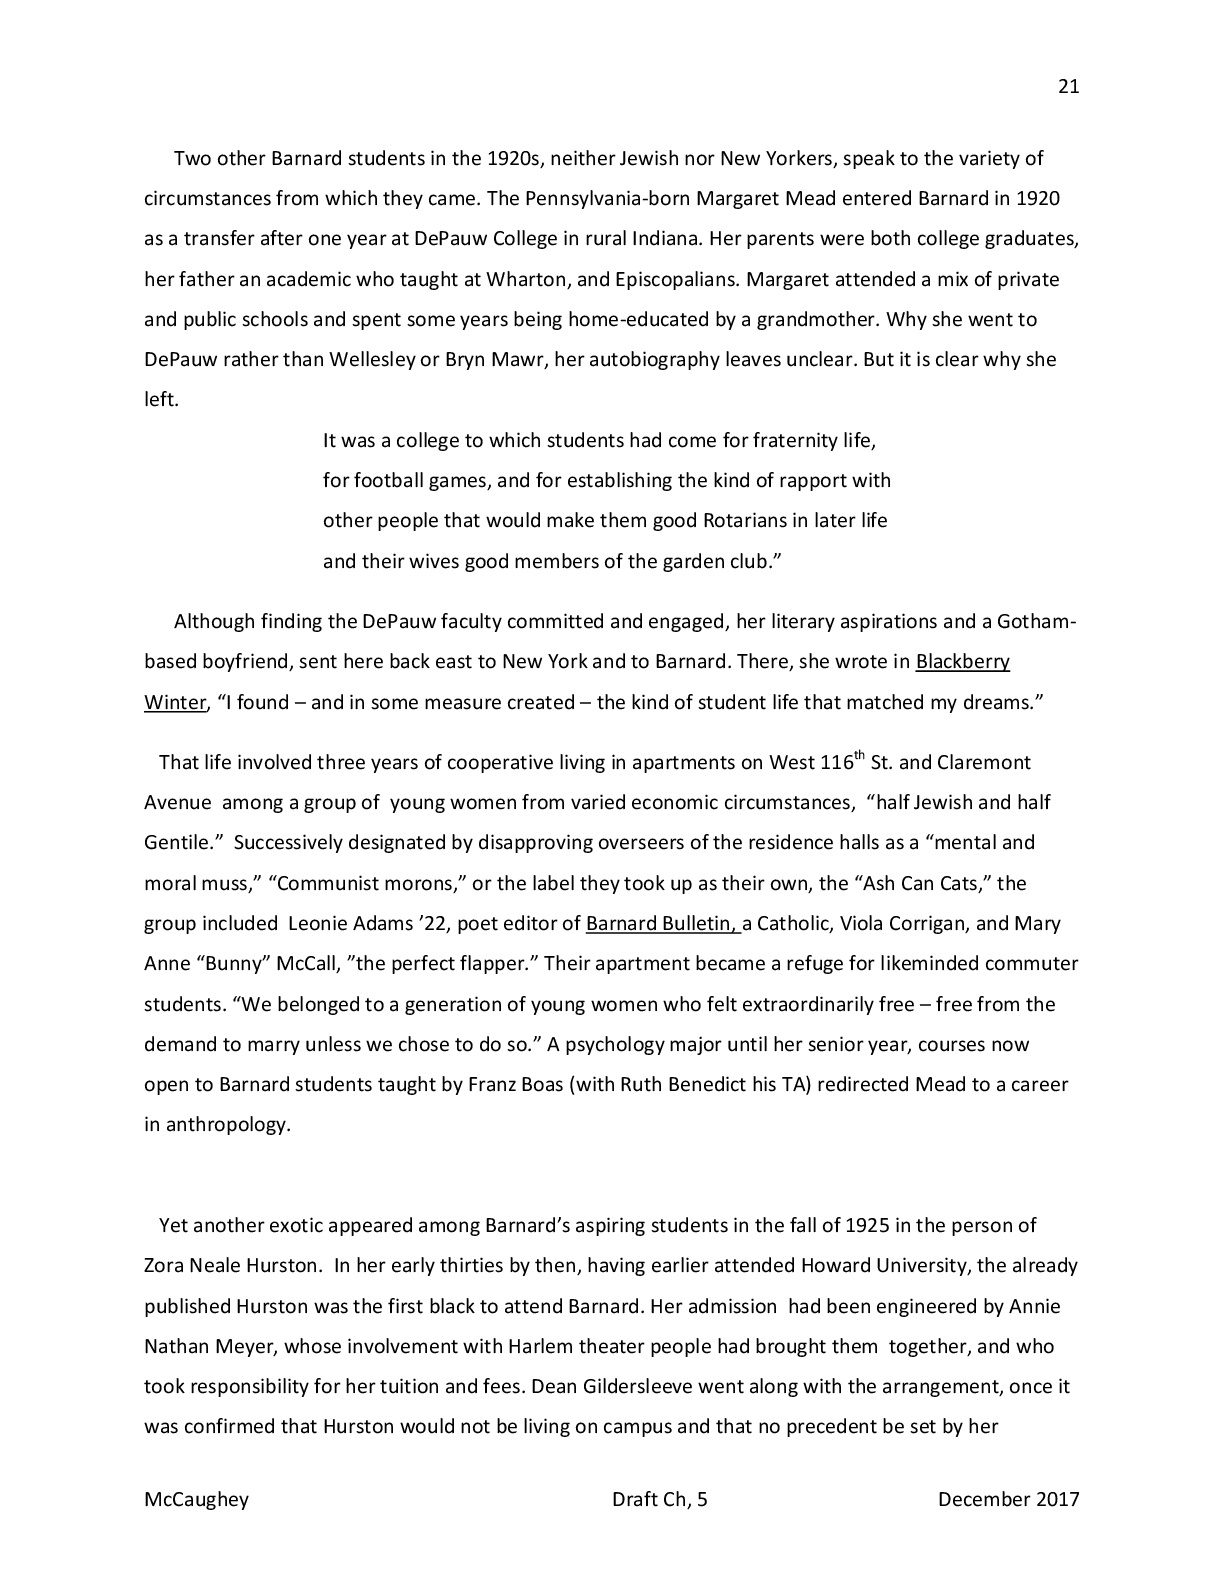 21
Two other Barnard students in the 1920s, neither Jewish nor New Yorkers, speak to the variety of
circumstances from which they came. The Pennsylvania-born Margaret Mead entered Barnard in 1920
as a transfer after one year at DePauw College in rural Indiana. Her parents were both college graduates,
her father an academic who taught at Wharton, and Episcopalians. Margaret attended a mix of private
and public schools and spent some years being home-educated by a grandmother. Why she went to
DePauw rather than Wellesley or Bryn Mawr, her autobiography leaves unclear. But it is clear why she
left.
It was a college to which students had come for fraternity life,
for football games, and for establishing the kind of rapport with
other people that would make them good Rotarians in later life
and their wives good members of the garden club.”
Although finding the DePauw faculty committed and engaged, her literary aspirations and a Gotham-
based boyfriend, sent here back east to New York and to Barnard. There, she wrote in Blackberry
Winter, “I found – and in some measure created – the kind of student life that matched my dreams.”
That life involved three years of cooperative living in apartments on West 116th St. and Claremont
Avenue  among a group of  young women from varied economic circumstances,  “half Jewish and half
Gentile.”  Successively designated by disapproving overseers of the residence halls as a “mental and
moral muss,” “Communist morons,” or the label they took up as their own, the “Ash Can Cats,” the
group included  Leonie Adams ’22, poet editor of Barnard Bulletin, a Catholic, Viola Corrigan, and Mary
Anne “Bunny” McCall, ”the perfect flapper.” Their apartment became a refuge for likeminded commuter
students. “We belonged to a generation of young women who felt extraordinarily free – free from the
demand to marry unless we chose to do so.” A psychology major until her senior year, courses now
open to Barnard students taught by Franz Boas (with Ruth Benedict his TA) redirected Mead to a career
in anthropology.
Yet another exotic appeared among Barnard’s aspiring students in the fall of 1925 in the person of
Zora Neale Hurston.  In her early thirties by then, having earlier attended Howard University, the already
published Hurston was the first black to attend Barnard. Her admission  had been engineered by Annie
Nathan Meyer, whose involvement with Harlem theater people had brought them  together, and who
took responsibility for her tuition and fees. Dean Gildersleeve went along with the arrangement, once it
was confirmed that Hurston would not be living on campus and that no precedent be set by her
McCaughey Draft Ch, 5 December 2017